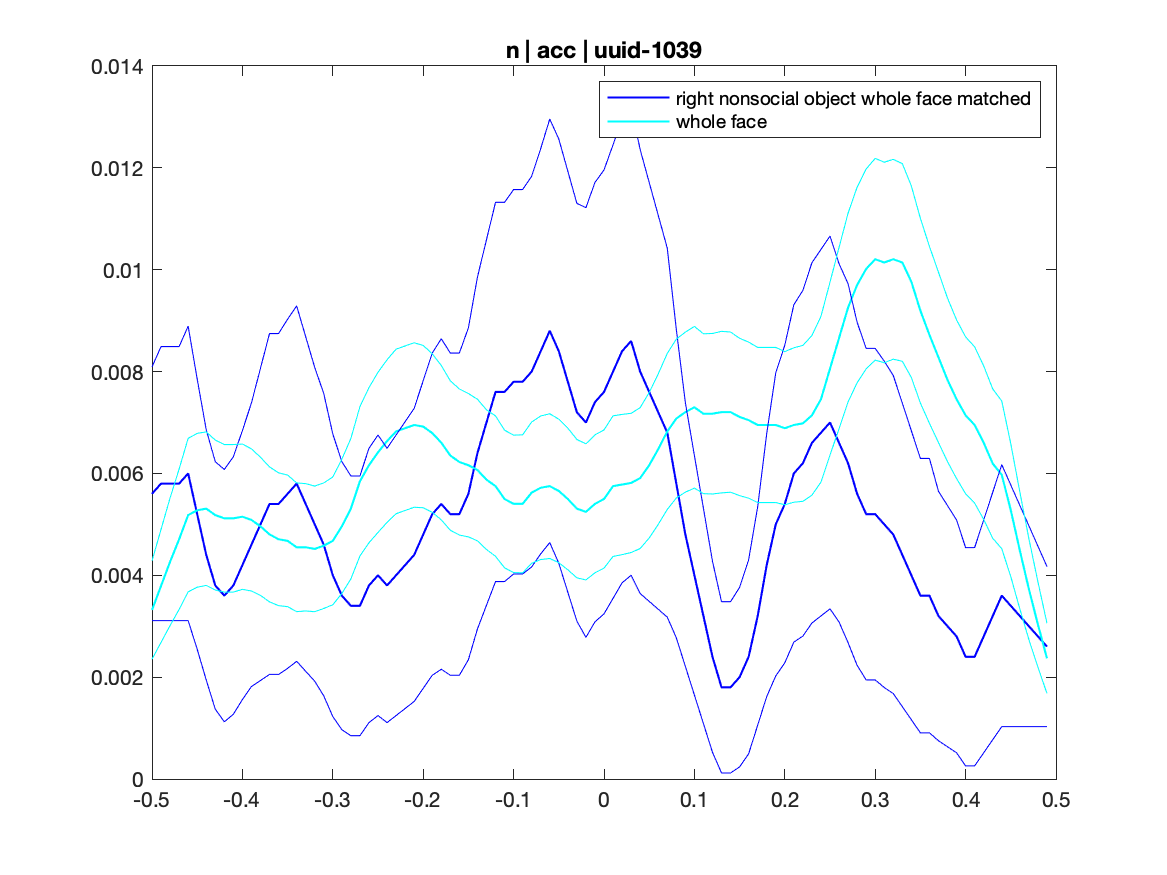 n | acc | uuid-1039
right nonsocial object whole face matched
whole face
0.014
0.012
0.01
0.008
0.006
0.004
0.002
0
-0.5 -0.4 -0.3 -0.2 -0.1 0 0.1 0.2 0.3 0.4 0.5